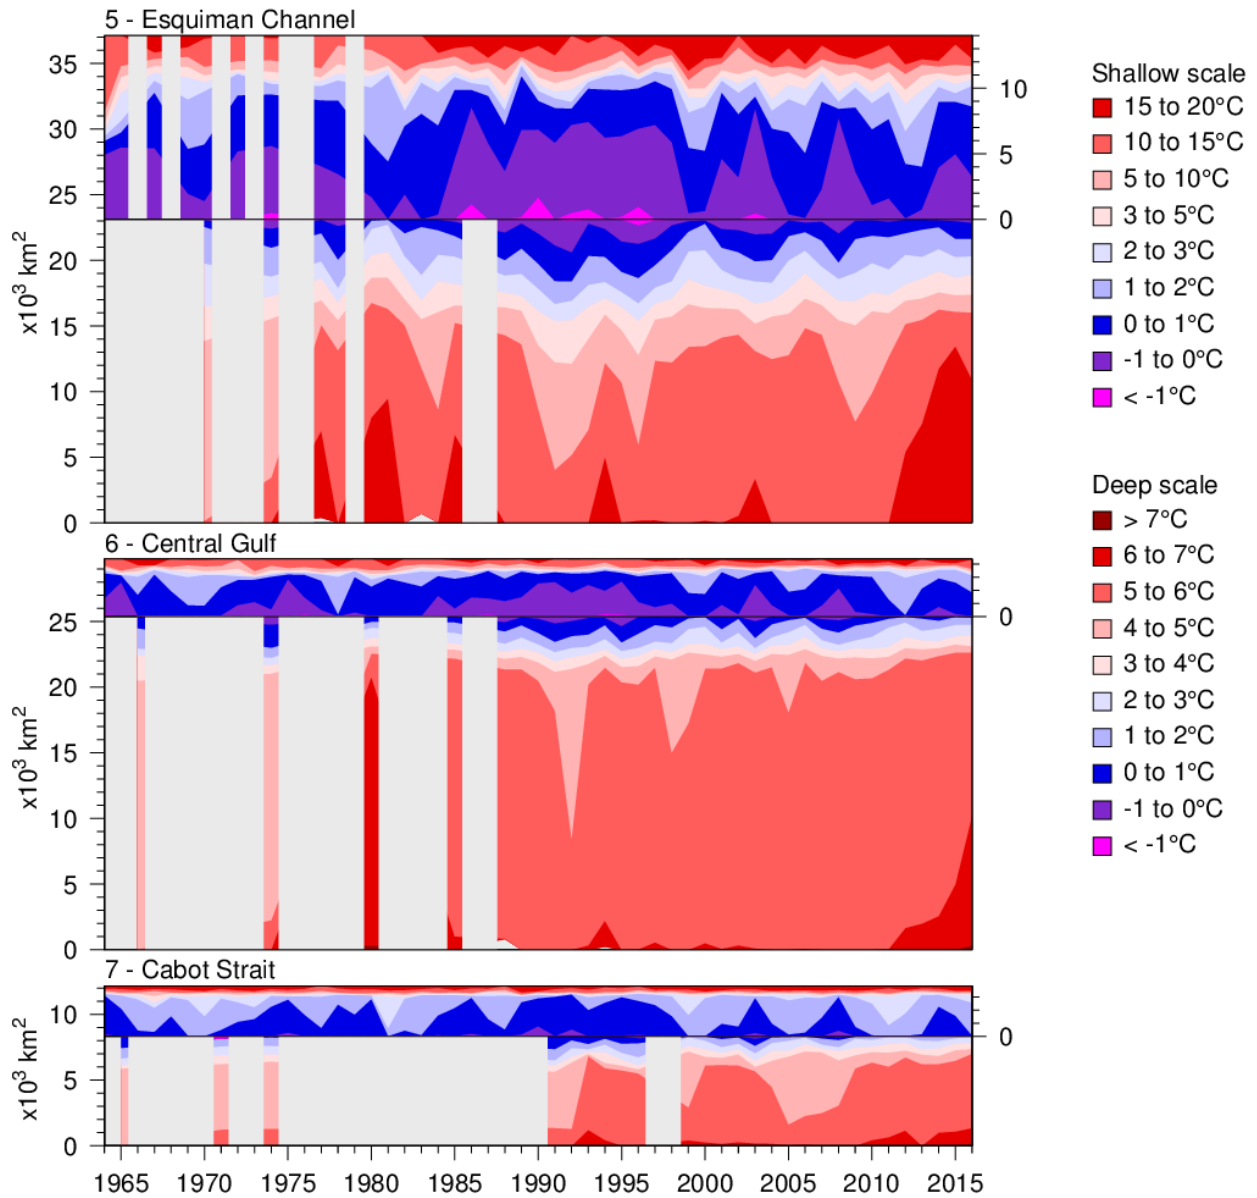 5 - Esquiman Channel
35
30
25
20
15
10
5
0
10
5
0
x10³ km²
6 - Central Gulf
25
20
15
10
5
0
0
x10³ km²
7 - Cabot Strait
10
5
0
0
x10³ km²
1965 1970 1975 1980 1985 1990 1995 2000 2005 2010 2015
Shallow scale
15 to 20°C
10 to 15°C
5 to 10°C
3 to 5°C
2 to 3°C
1 to 2°C
0 to 1°C
-1 to 0°C
< -1°C
Deep scale
> 7°C
6 to 7°C
5 to 6°C
4 to 5°C
3 to 4°C
2 to 3°C
1 to 2°C
0 to 1°C
-1 to 0°C
< -1°C